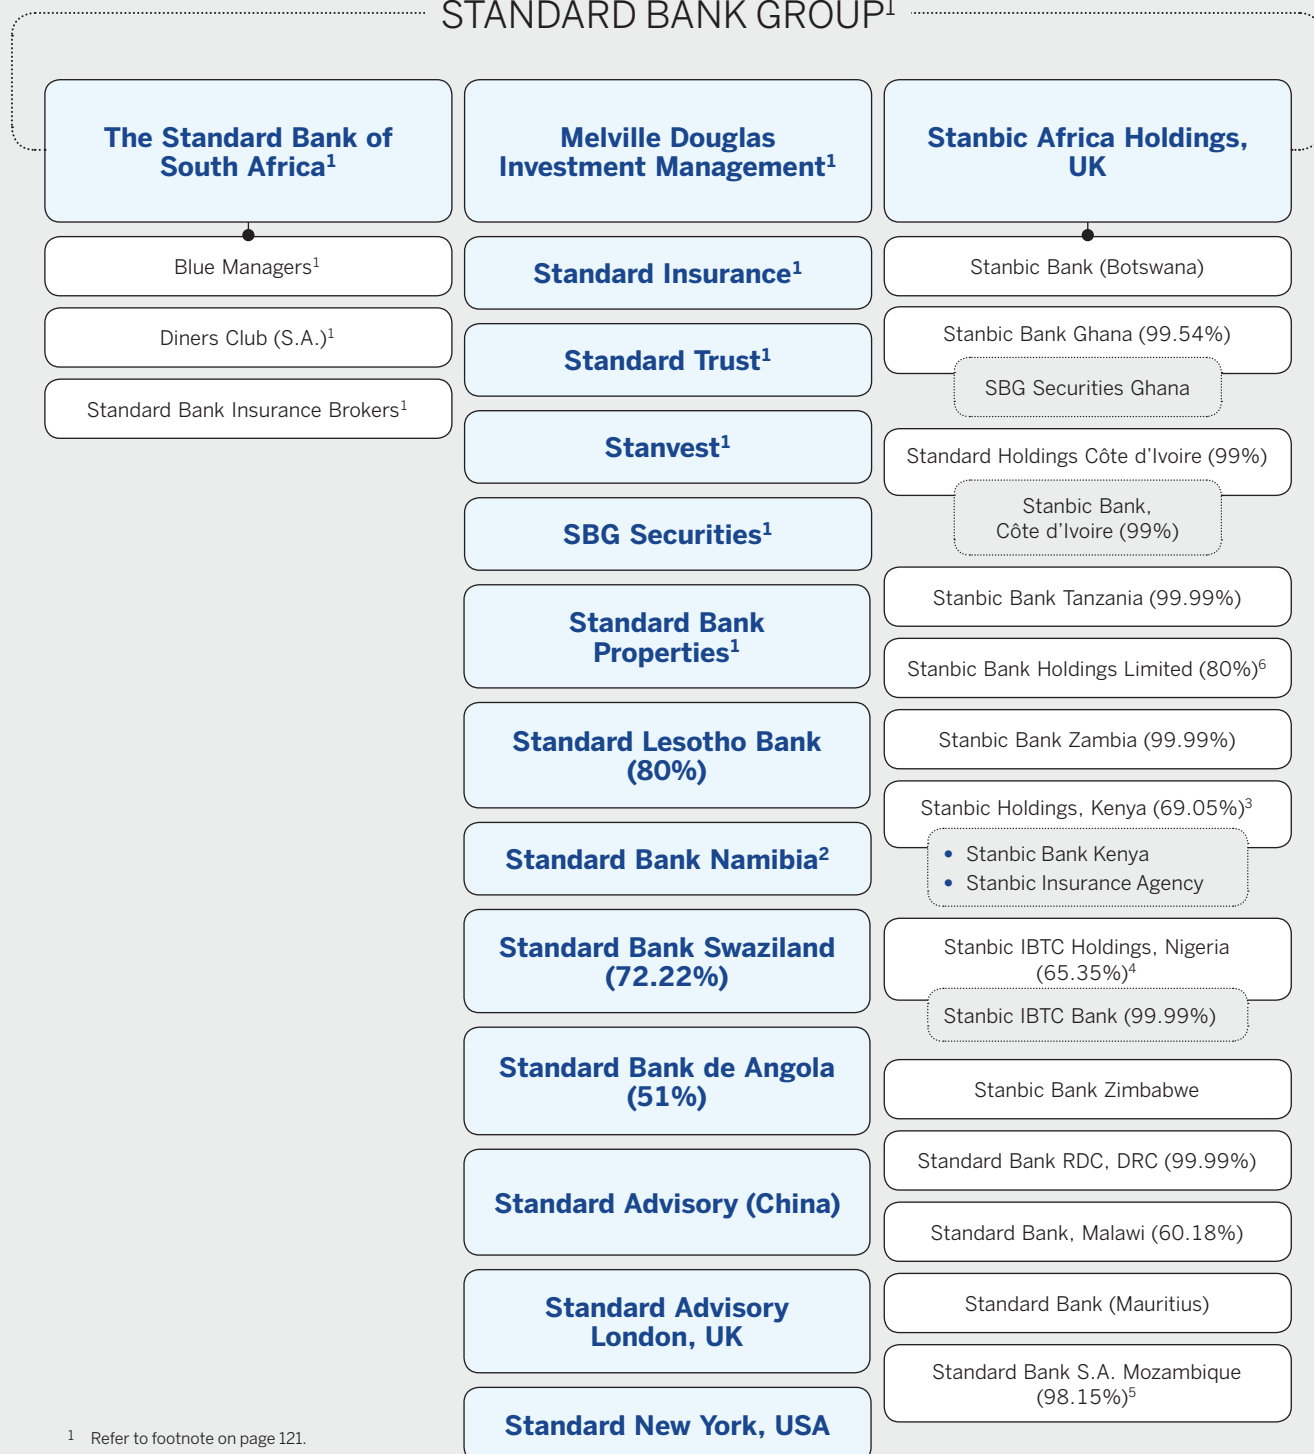 STANDARD BANK GROUP¹
The Standard Bank of
South Africa¹
Blue Managers¹
Diners Club (S.A.)¹
Standard Bank Insurance Brokers¹
Melville Douglas
Investment Management¹
Standard Insurance¹
Standard Trust¹
Stanvest¹
SBG Securities¹
Standard Bank
Properties¹
Standard Lesotho Bank
(80%)
Standard Bank Namibia²
Standard Bank Swaziland
(72.22%)
Standard Bank de Angola
(51%)
Standard Advisory (China)
Standard Advisory
London, UK
Standard New York, USA
Stanbic Africa Holdings,
UK
Stanbic Bank (Botswana)
Stanbic Bank Ghana (99.54%)
SBG Securities Ghana
Standard Holdings Côte d’Ivoire (99%)
Stanbic Bank,
Côte d’Ivoire (99%)
Stanbic Bank Tanzania (99.99%)
Stanbic Bank Holdings Limited (80%)⁶
Stanbic Bank Zambia (99.99%)
Stanbic Holdings, Kenya (69.05%)³
• Stanbic Bank Kenya
• Stanbic Insurance Agency
Stanbic IBTC Holdings, Nigeria
(65.35%)⁴
Stanbic IBTC Bank (99.99%)
Stanbic Bank Zimbabwe
Standard Bank RDC, DRC (99.99%)
Standard Bank, Malawi (60.18%)
Standard Bank (Mauritius)
Standard Bank S.A. Mozambique
(98.15%)⁵
¹ Refer to footnote on page 121.